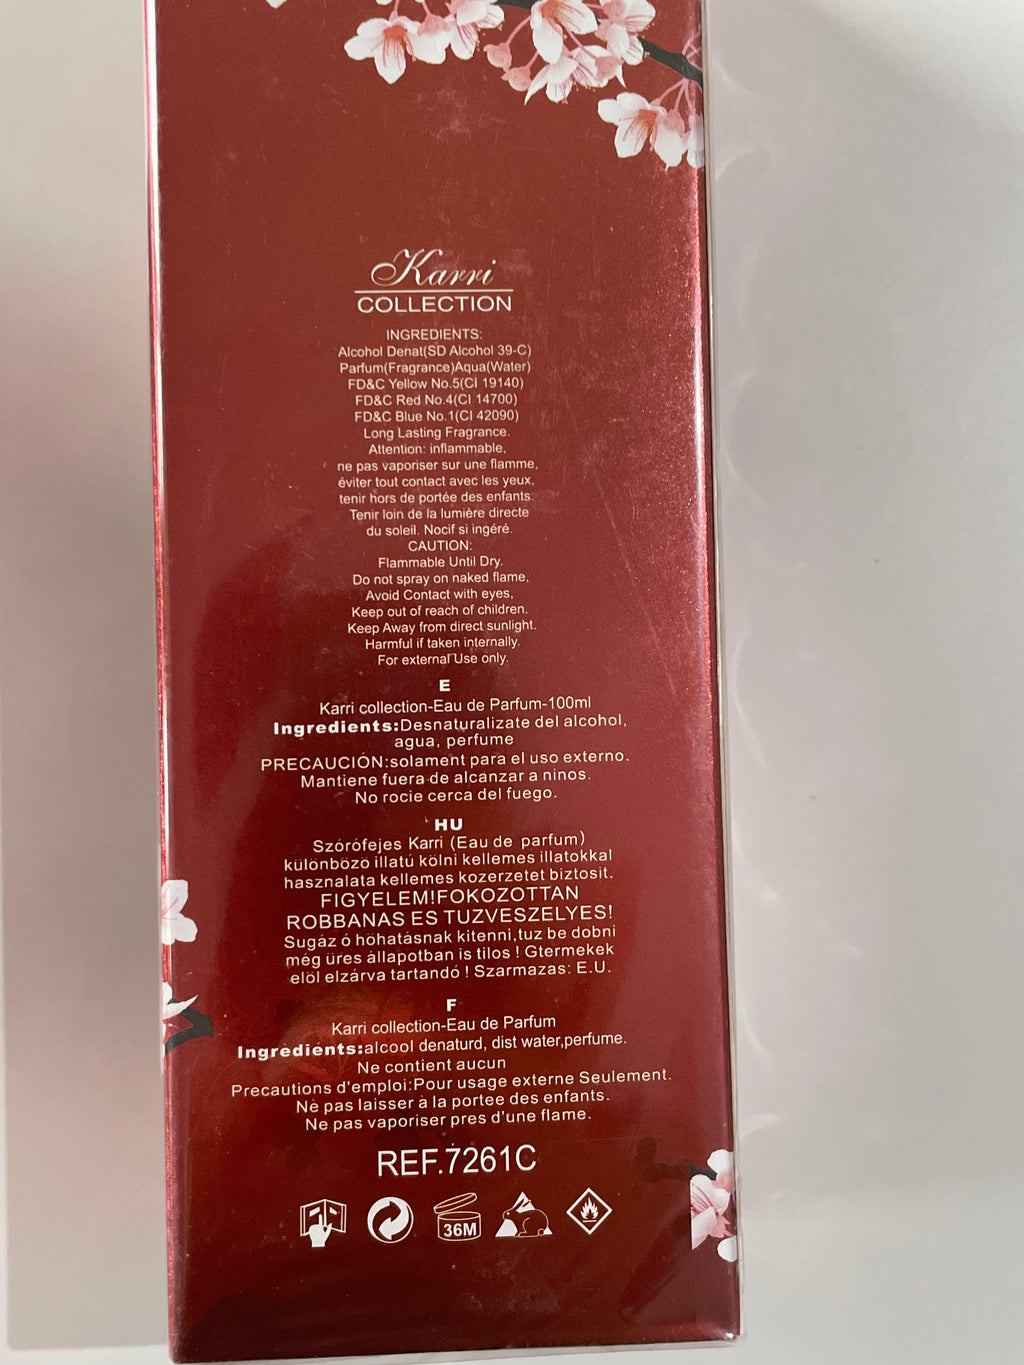 Karri
COLLECTION
INGREDIENTS:
Alcohol Denat(SD Alcohol 39-C)
Parfum(Fragrance)Aqua(Water)
FD&C Yellow No.5(CI 19140)
FD&C Red No.4(CI 14700)
FD&C Blue No.1(CI 42090)
Long Lasting Fragrance.
Attention: inflammable,
ne pas vaporiser sur une flamme,
éviter tout contact avec les yeux,
tenir hors de portée des enfants.
Tenir loin de la lumière directe
du soleil. Nocif si ingéré.
CAUTION:
Flammable Until Dry.
Do not spray on naked flame,
Avoid Contact with eyes,
Keep out of reach of children.
Keep Away from direct sunlight.
Harmful if taken internally.
For external Use only.
E
Karri collection-Eau de Parfum-100ml
Ingredients:Desnaturalizate del alcohol,
agua, perfume
PRECAUCIÓN:solament para el uso externo.
Mantiene fuera de alcanzar a ninos.
No rocie cerca del fuego.
HU
Szórófejes Karri (Eau de parfum)
különbözö illatú kölni kellemes illatokkal
hasznalata kellemes kozerzetet biztosit.
FIGYELEM!FOKOZOTTAN
ROBBANAS ES TUZVESZELYES!
Sugáz ó höhatásnak kitenni,tuz be dobni
még üres állapotban is tilos ! Gtermekek
elöl elzárva tartandó ! Szarmazas: E.U.
F
Karri collection-Eau de Parfum
Ingrèdients:alcool denaturd, dist water,perfume.
Ne contient aucun
Precautions d'emploi:Pour usage externe Seulement.
Nè pas laisser à la portee des enfants.
Ne pas vaporiser pres d'une flame.
REF.7261C
36M